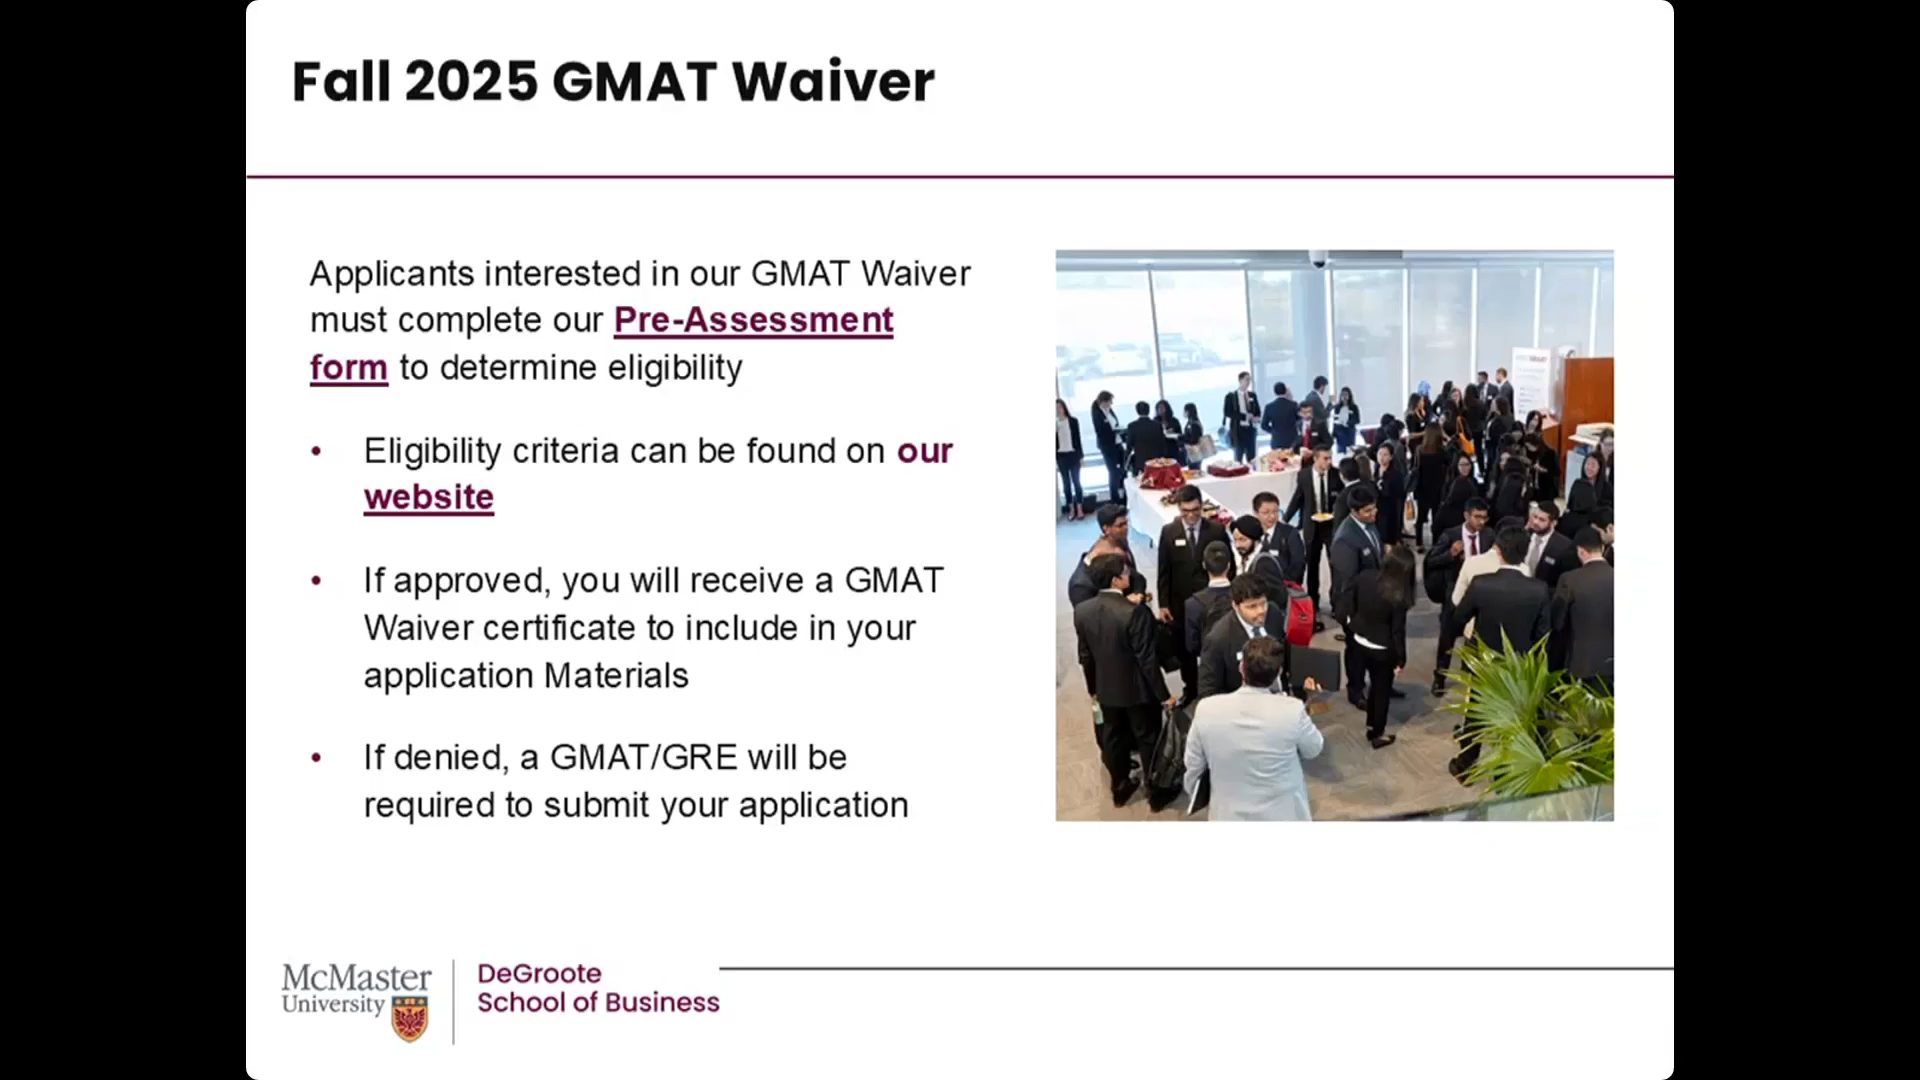 Fall 2025 GMAT Waiver
Applicants interested in our GMAT Waiver
must complete our Pre-Assessment
form to determine eligibility
• Eligibility criteria can be found on our
website
• If approved, you will receive a GMAT
Waiver certificate to include in your
application Materials
• If denied, a GMAT/GRE will be
required to submit your application
McMaster
University
DeGroote
School of Business